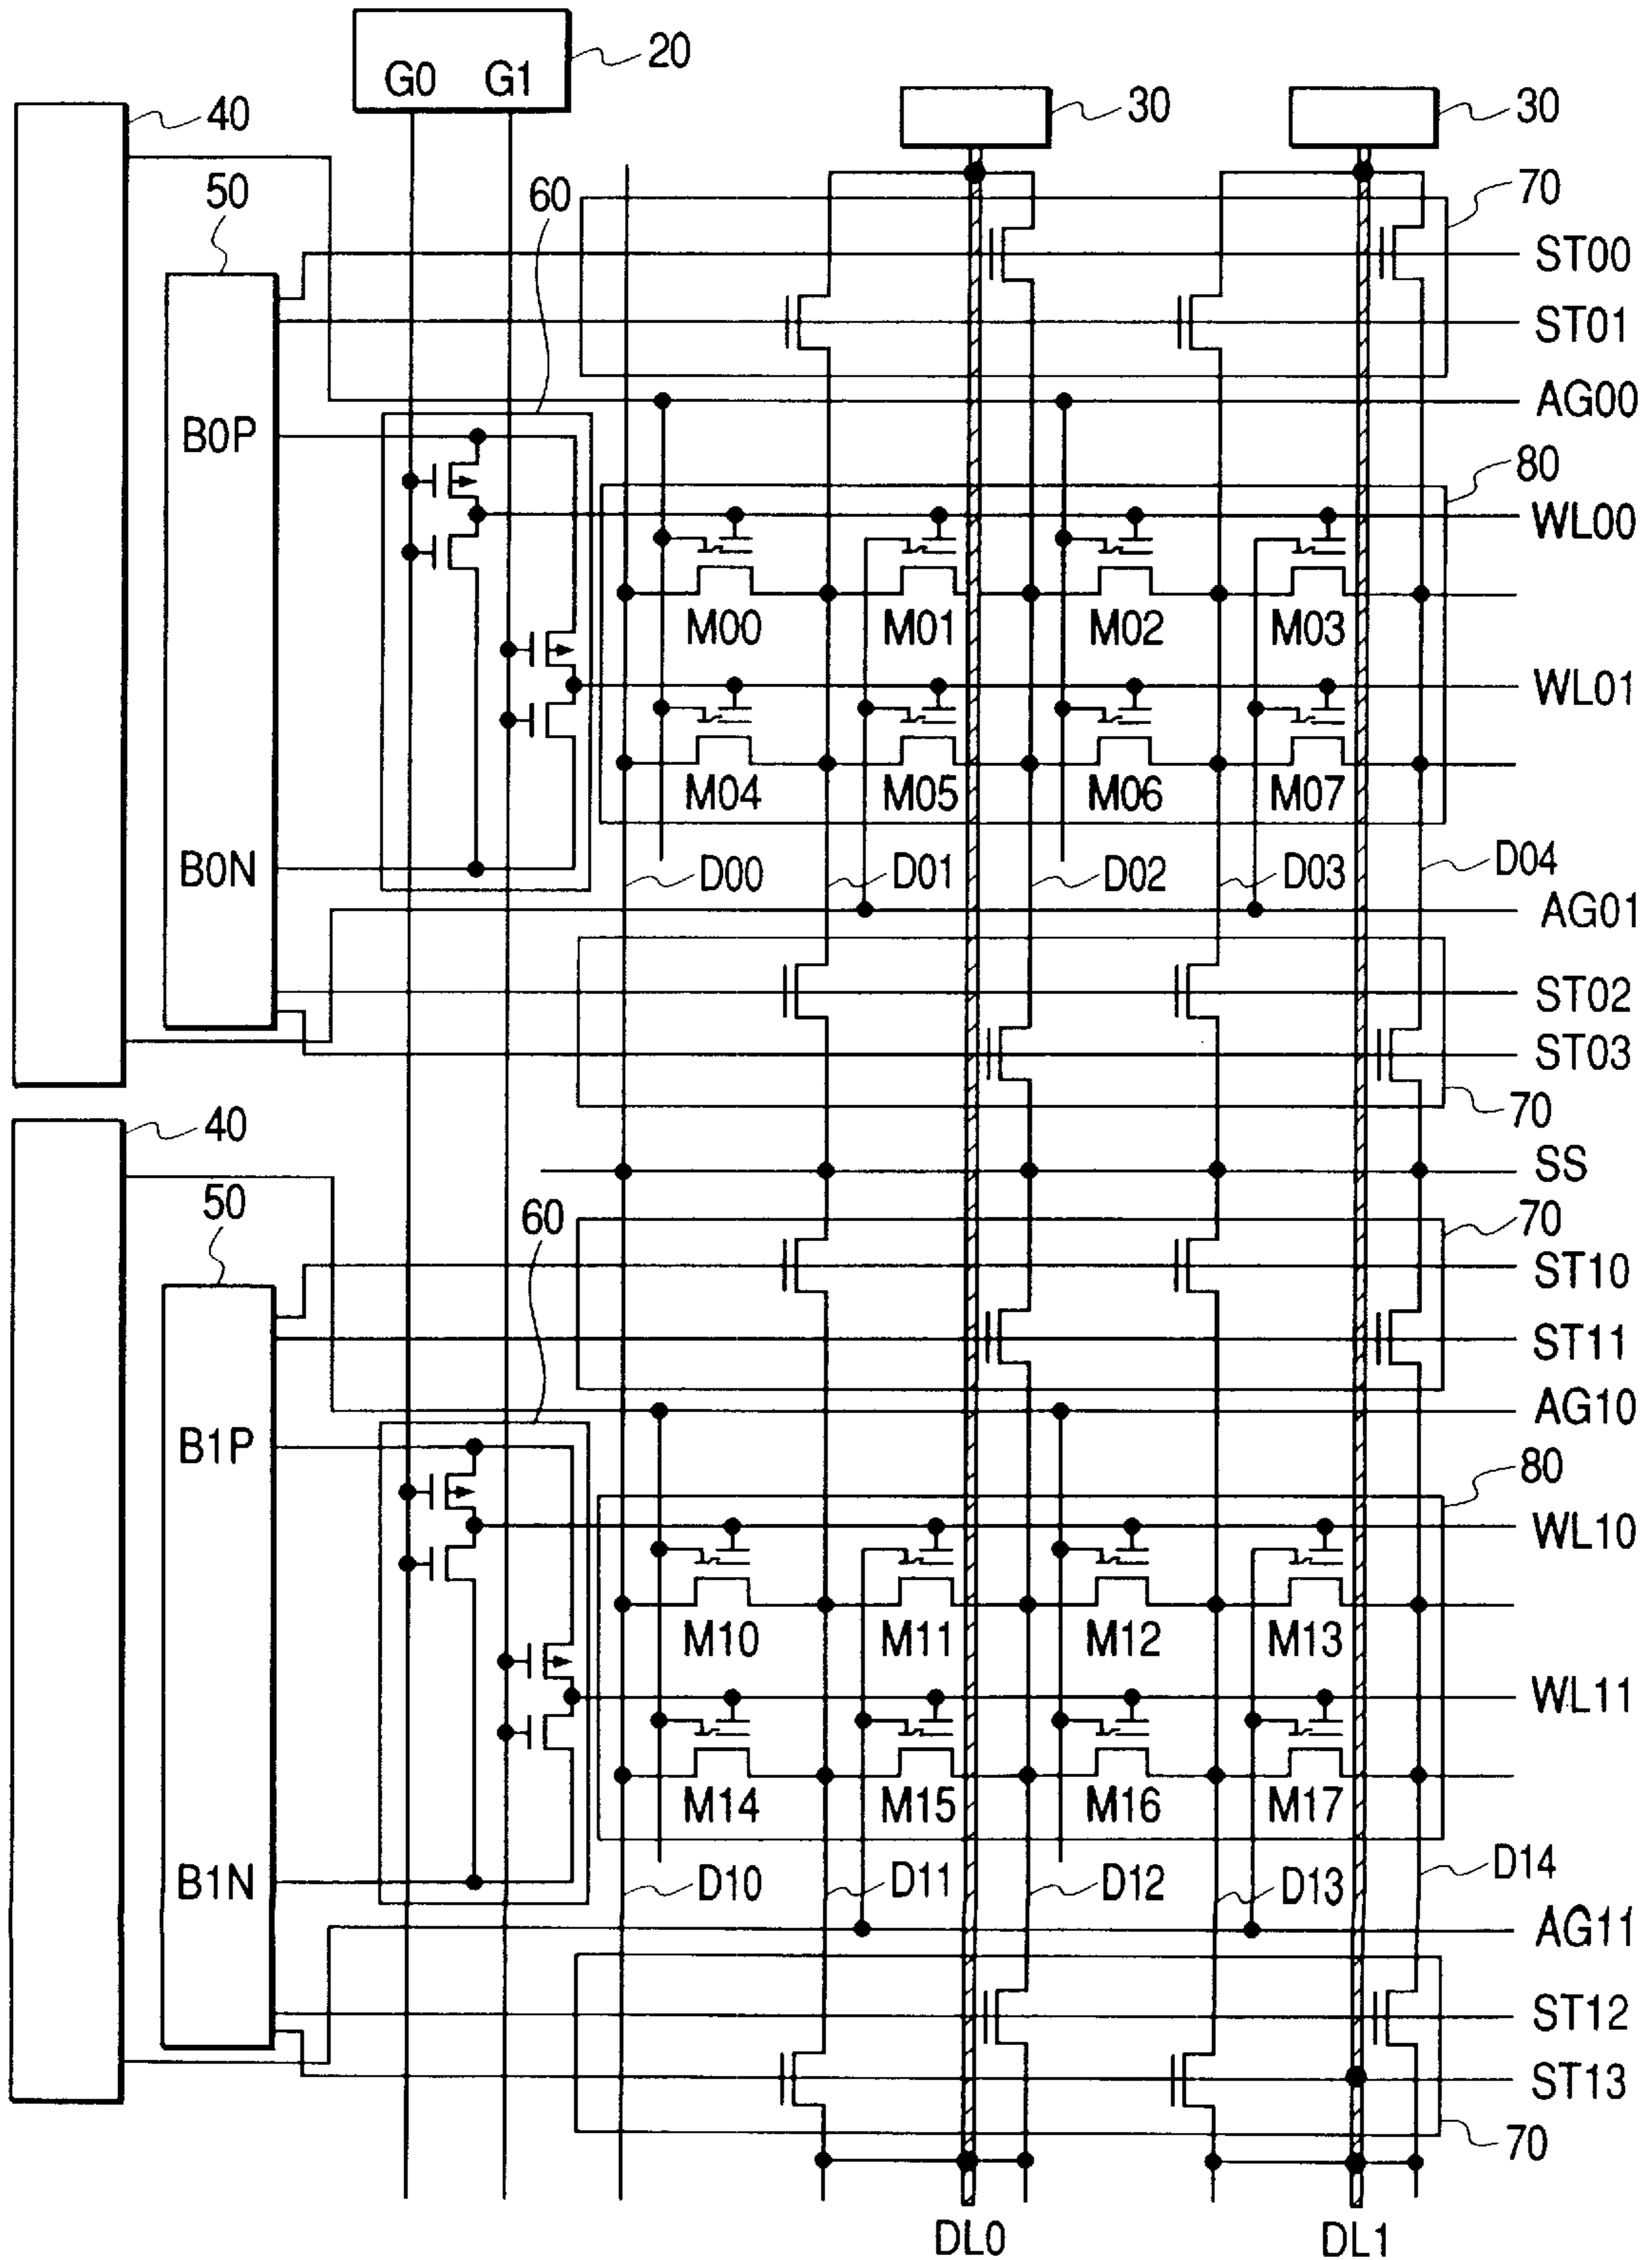 G0 G1
20
40
30
30
50
60
70
ST00
ST01
AG00
B0P
80
WL00
M00 M01 M02 M03
WL01
M04 M05 M06 M07
B0N
D00 D01 D02 D03 D04
AG01
ST02
ST03
70
40
SS
50
60
70
ST10
ST11
AG10
B1P
80
WL10
M10 M11 M12 M13
WL11
M14 M15 M16 M17
B1N
D10 D11 D12 D13 D14
AG11
ST12
ST13
70
DL0 DL1